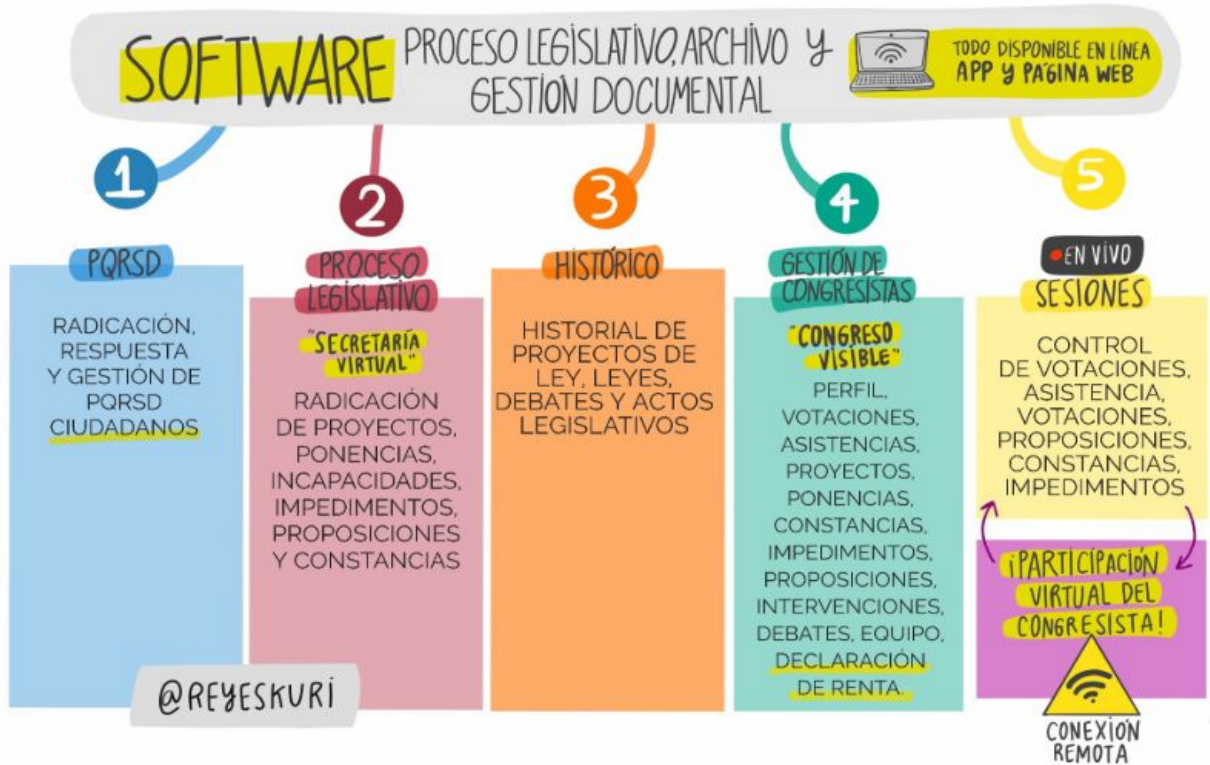 SOFTWARE
PROCESO LEGISLATIVO, ARCHIVO Y
GESTIÓN DOCUMENTAL
TODO DISPONIBLE EN LÍNEA
APP Y PÁGINA WEB
1
PQRSD
RADICACIÓN,
RESPUESTA
Y GESTIÓN DE
PQRSD
CIUDADANOS
2
PROCESO
LEGISLATIVO
"SECRETARÍA
VIRTUAL"
RADICACIÓN
DE PROYECTOS,
PONENCIAS,
INCAPACIDADES,
IMPEDIMENTOS,
PROPOSICIONES
Y CONSTANCIAS
3
HISTÓRICO
HISTORIAL DE
PROYECTOS DE
LEY, LEYES,
DEBATES Y ACTOS
LEGISLATIVOS
4
GESTIÓN DE
CONGRESISTAS
"CONGRESO
VISIBLE"
PERFIL,
VOTACIONES,
ASISTENCIAS,
PROYECTOS,
PONENCIAS,
CONSTANCIAS,
IMPEDIMENTOS,
PROPOSICIONES,
INTERVENCIONES,
DEBATES, EQUIPO,
DECLARACIÓN
DE RENTA.
5
EN VIVO
SESIONES
CONTROL
DE VOTACIONES,
ASISTENCIA,
VOTACIONES,
PROPOSICIONES,
CONSTANCIAS,
IMPEDIMENTOS
¡PARTICIPACIÓN
VIRTUAL DEL
CONGRESISTA!
CONEXIÓN
REMOTA
@REYESKURI